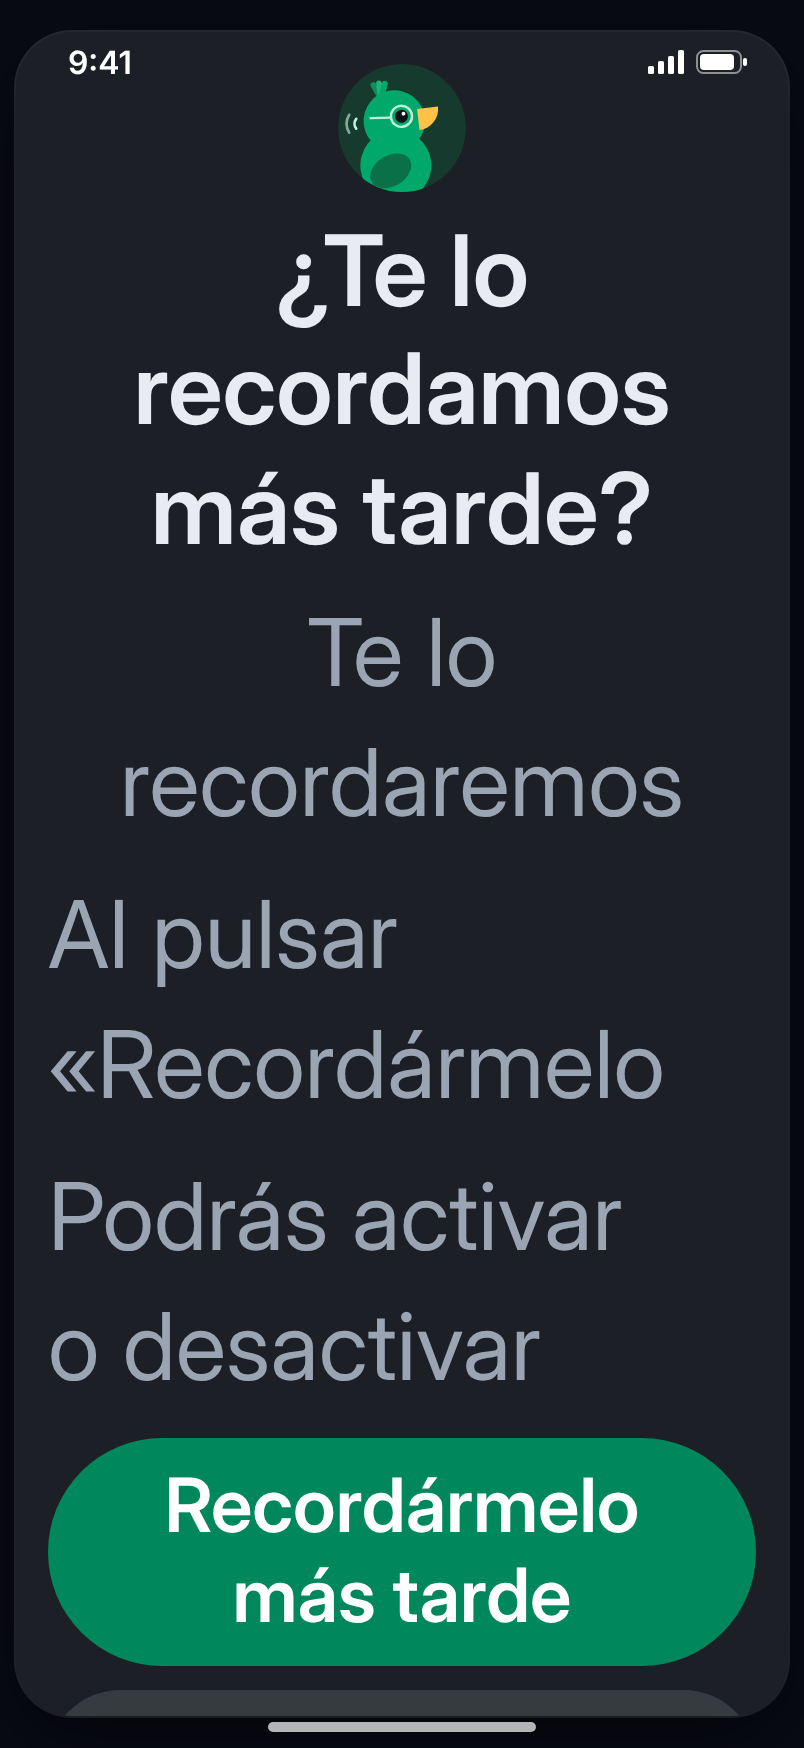 9:41
¿Te lo
recordamos
más tarde?
Te lo
recordaremos
Al pulsar
«Recordármelo
Podrás activar
o desactivar
Recordármelo
más tarde